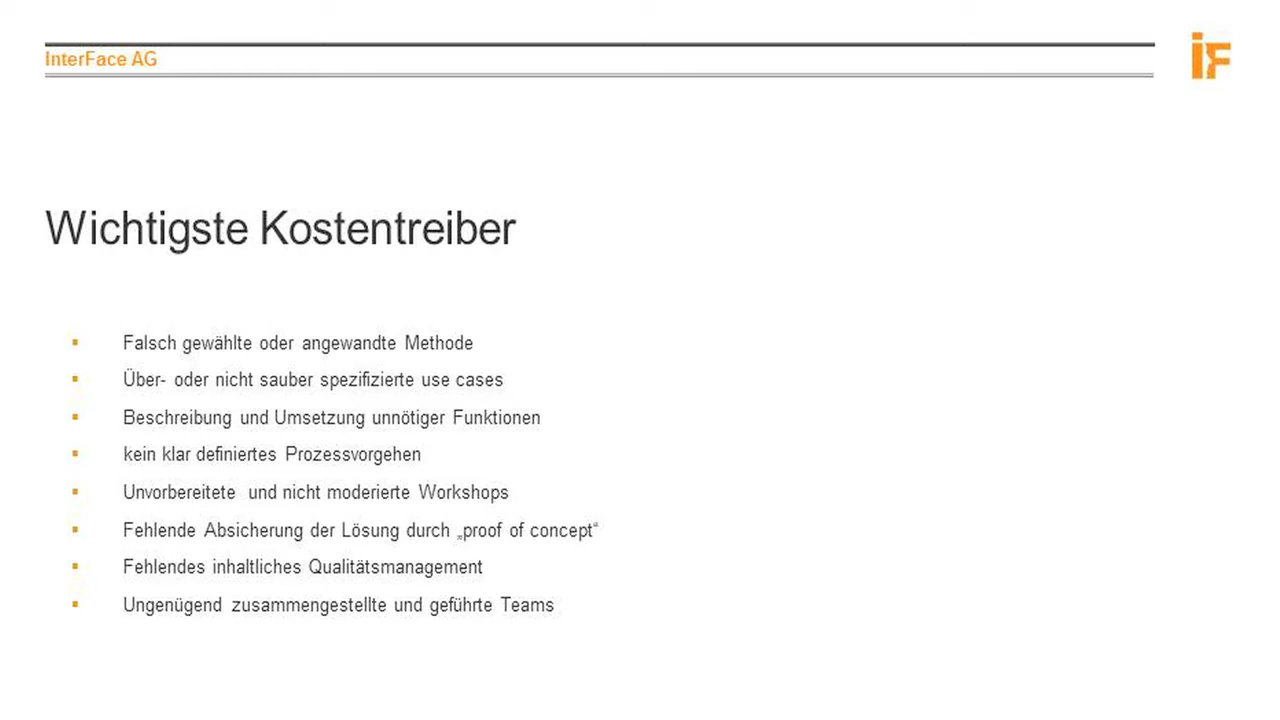 InterFace AG
iF
Wichtigste Kostentreiber
Falsch gewählte oder angewandte Methode
Über- oder nicht sauber spezifizierte use cases
Beschreibung und Umsetzung unnötiger Funktionen
kein klar definiertes Prozessvorgehen
Unvorbereitete und nicht moderierte Workshops
Fehlende Absicherung der Lösung durch „proof of concept“
Fehlendes inhaltliches Qualitätsmanagement
Ungenügend zusammengestellte und geführte Teams